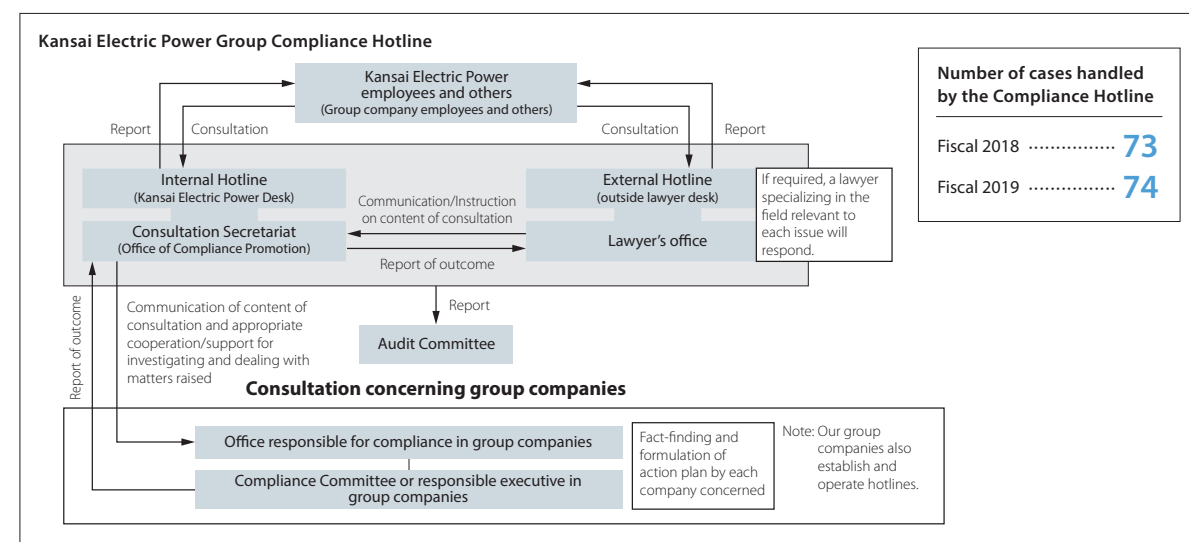 Kansai Electric Power Group Compliance Hotline
Kansai Electric Power
employees and others
(Group company employees and others)
Report
Consultation
Consultation
Report
Internal Hotline
(Kansai Electric Power Desk)
External Hotline
(outside lawyer desk)
If required, a lawyer
specializing in the
field relevant to
each issue will
respond.
Communication/Instruction
on content of consultation
Consultation Secretariat
(Office of Compliance Promotion)
Lawyer's office
Report of outcome
Report of outcome
Communication of content of
consultation and appropriate
cooperation/support for
investigating and dealing with
matters raised
Report
Audit Committee
Consultation concerning group companies
Office responsible for compliance in group companies
Compliance Committee or responsible executive in
group companies
Fact-finding and
formulation of
action plan by each
company concerned
Note: Our group
companies also
establish and
operate hotlines.
Number of cases handled
by the Compliance Hotline
Fiscal 2018 ················ 73
Fiscal 2019 ················ 74